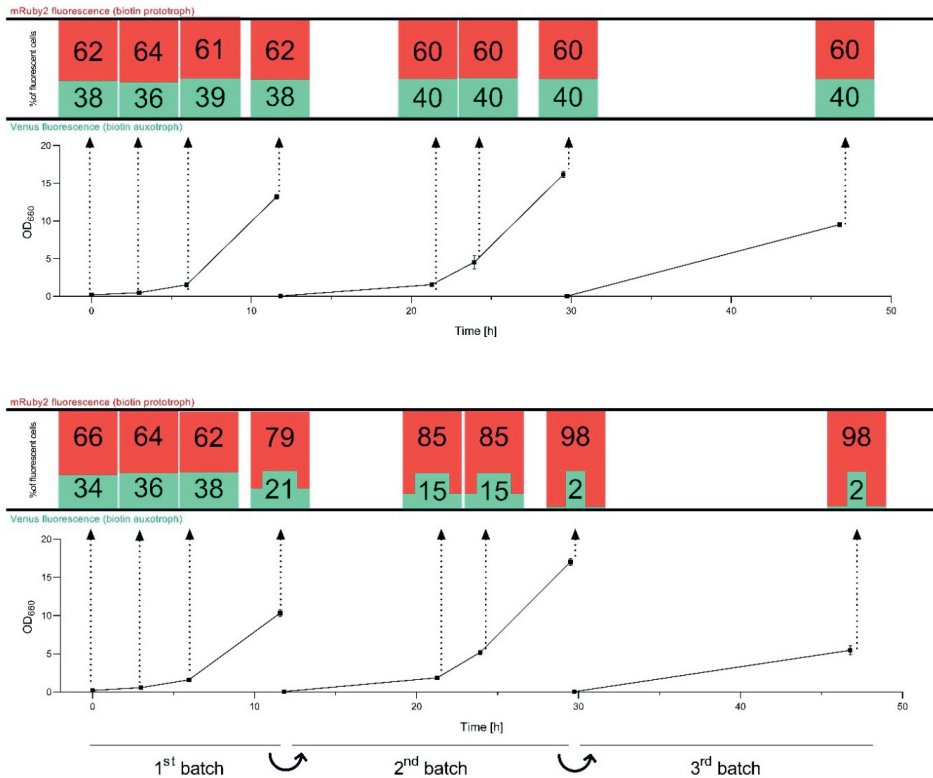 mRuby2 fluorescence (biotin prototroph)
%of fluorescent cells
62 64 61 62 60 60 60 60
38 36 39 38 40 40 40 40
Venus fluorescence (biotin auxotroph)
20
15
10
5
0
OD660
0 10 20 30 40 50
Time [h]
mRuby2 fluorescence (biotin prototroph)
%of fluorescent cells
66 64 62 79 85 85 98 98
34 36 38 21 15 15 2 2
Venus fluorescence (biotin auxotroph)
20
15
10
5
0
OD660
0 10 20 30 40 50
Time [h]
1st batch 2nd batch 3rd batch